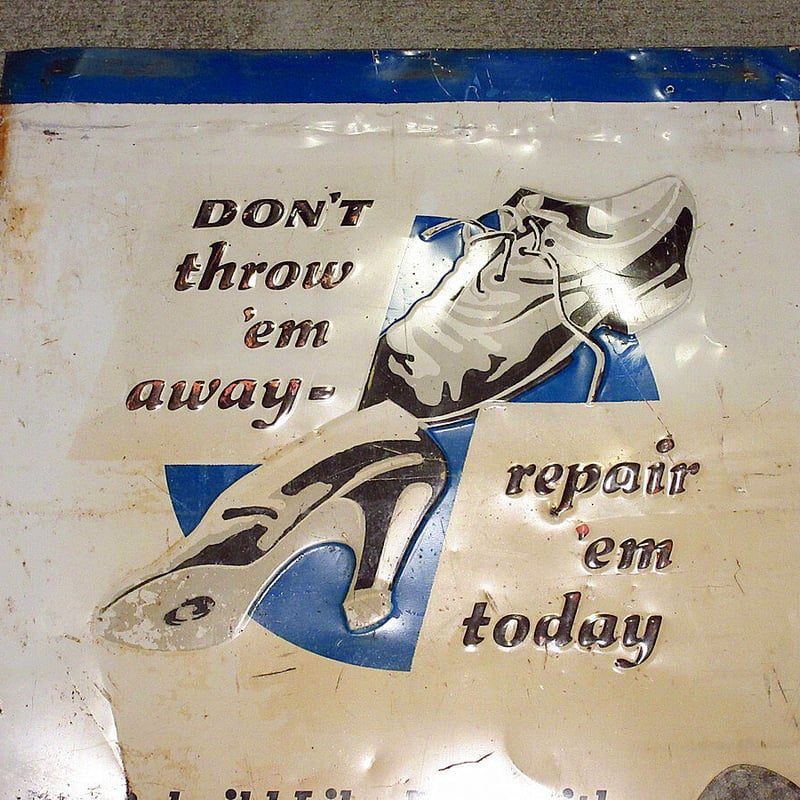 DON'T
throw
'em
away-
repair
'em
today